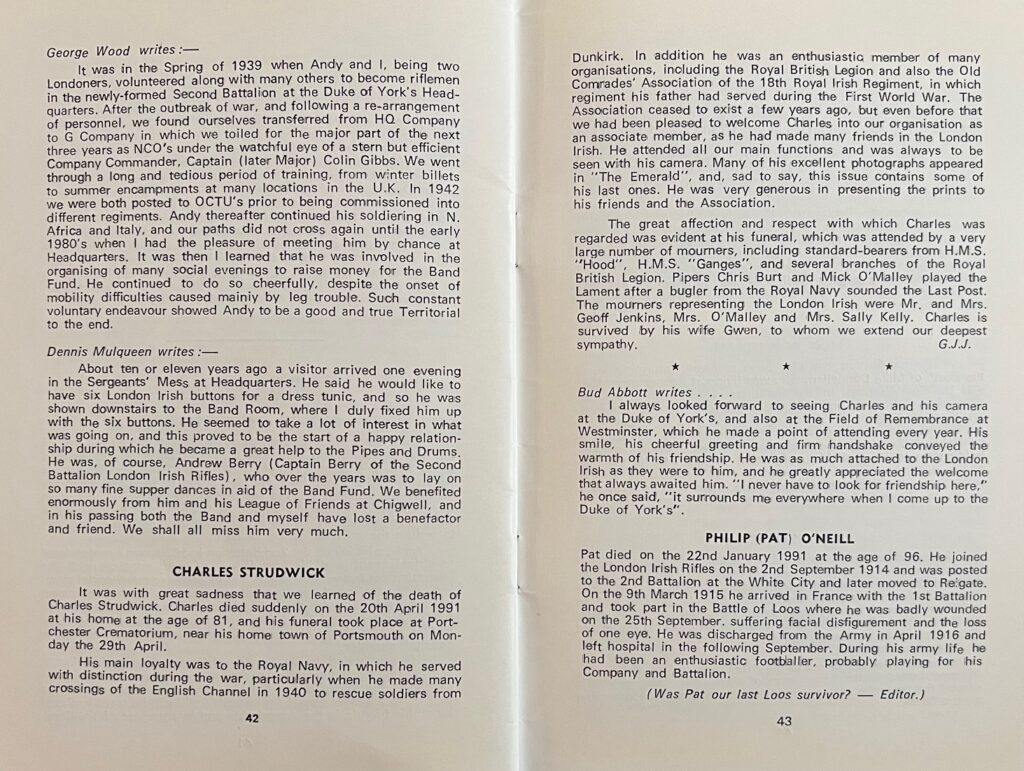 George Wood writes :—
It was in the Spring of 1939 when Andy and I, being two
Londoners, volunteered along with many others to become riflemen
in the newly-formed Second Battalion at the Duke of York's Head-
quarters. After the outbreak of war, and following a re-arrangement
of personnel, we found ourselves transferred from HQ Company
to G Company in which we toiled for the major part of the next
three years as NCO's under the watchful eye of a stern but efficient
Company Commander, Captain (later Major) Colin Gibbs. We went
through a long and tedious period of training, from winter billets
to summer encampments at many locations in the U.K. In 1942
we were both posted to OCTU's prior to being commissioned into
different regiments. Andy thereafter continued his soldiering in N.
Africa and Italy, and our paths did not cross again until the early
1980's when I had the pleasure of meeting him by chance at
Headquarters. It was then I learned that he was involved in the
organising of many social evenings to raise money for the Band
Fund. He continued to do so cheerfully, despite the onset of
mobility difficulties caused mainly by leg trouble. Such constant
voluntary endeavour showed Andy to be a good and true Territorial
to the end.
Dennis Mulqueen writes :—
About ten or eleven years ago a visitor arrived one evening
in the Sergeants' Mess at Headquarters. He said he would like to
have six London Irish buttons for a dress tunic, and so he was
shown downstairs to the Band Room, where I duly fixed him up
with the six buttons. He seemed to take a lot of interest in what
was going on, and this proved to be the start of a happy relation-
ship during which he became a great help to the Pipes and Drums.
He was, of course, Andrew Berry (Captain Berry of the Second
Battalion London Irish Rifles), who over the years was to lay on
so many fine supper dances in aid of the Band Fund. We benefited
enormously from him and his League of Friends at Chigwell, and
in his passing both the Band and myself have lost a benefactor
and friend. We shall all miss him very much.
CHARLES STRUDWICK
It was with great sadness that we learned of the death of
Charles Strudwick. Charles died suddenly on the 20th April 1991
at his home at the age of 81, and his funeral took place at Port-
chester Crematorium, near his home town of Portsmouth on Mon-
day the 29th April.
His main loyalty was to the Royal Navy, in which he served
with distinction during the war, particularly when he made many
crossings of the English Channel in 1940 to rescue soldiers from
42
Dunkirk. In addition he was an enthusiastic member of many
organisations, including the Royal British Legion and also the Old
Comrades' Association of the 18th Royal Irish Regiment, in which
regiment his father had served during the First World War. The
Association ceased to exist a few years ago, but even before that
we had been pleased to welcome Charles into our organisation as
an associate member, as he had made many friends in the London
Irish. He attended all our main functions and was always to be
seen with his camera. Many of his excellent photographs appeared
in "The Emerald", and, sad to say, this issue contains some of
his last ones. He was very generous in presenting the prints to
his friends and the Association.
The great affection and respect with which Charles was
regarded was evident at his funeral, which was attended by a very
large number of mourners, including standard-bearers from H.M.S.
"Hood", H.M.S. "Ganges", and several branches of the Royal
British Legion. Pipers Chris Burt and Mick O'Malley played the
Lament after a bugler from the Royal Navy sounded the Last Post.
The mourners representing the London Irish were Mr. and Mrs.
Geoff Jenkins, Mrs. O'Malley and Mrs. Sally Kelly. Charles is
survived by his wife Gwen, to whom we extend our deepest
sympathy. G.J.J.
★ ★ ★
Bud Abbott writes . . . .
I always looked forward to seeing Charles and his camera
at the Duke of York's, and also at the Field of Remembrance at
Westminster, which he made a point of attending every year. His
smile, his cheerful greeting and firm handshake conveyed the
warmth of his friendship. He was as much attached to the London
Irish as they were to him, and he greatly appreciated the welcome
that always awaited him. "I never have to look for friendship here,"
he once said, "it surrounds me everywhere when I come up to the
Duke of York's".
PHILIP (PAT) O'NEILL
Pat died on the 22nd January 1991 at the age of 96. He joined
the London Irish Rifles on the 2nd September 1914 and was posted
to the 2nd Battalion at the White City and later moved to Reigate.
On the 9th March 1915 he arrived in France with the 1st Battalion
and took part in the Battle of Loos where he was badly wounded
on the 25th September. suffering facial disfigurement and the loss
of one eye. He was discharged from the Army in April 1916 and
left hospital in the following September. During his army life he
had been an enthusiastic footballer, probably playing for his
Company and Battalion.
(Was Pat our last Loos survivor? — Editor.)
43